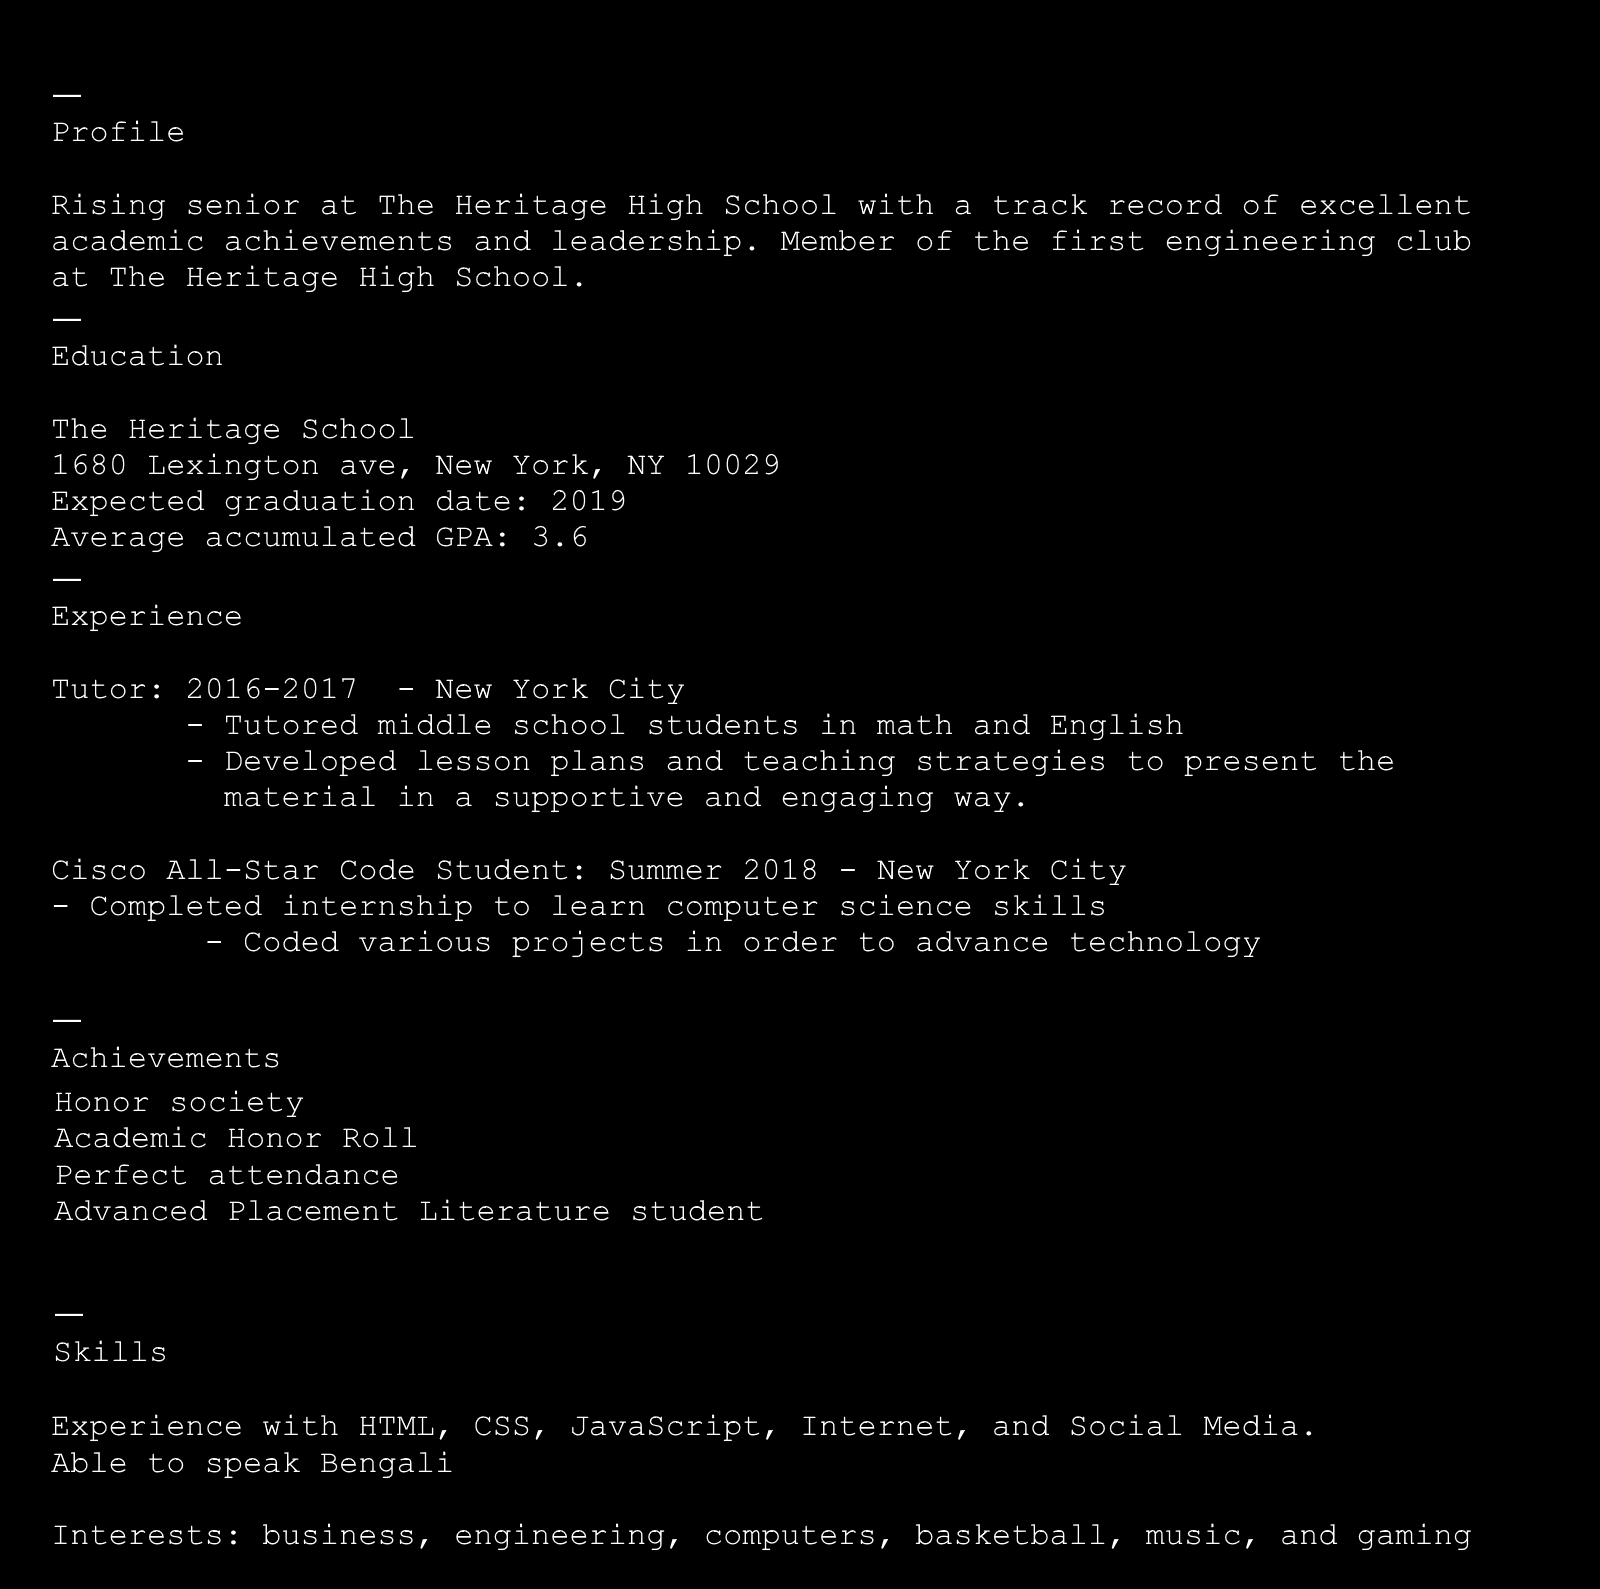 —
Profile
Rising senior at The Heritage High School with a track record of excellent
academic achievements and leadership. Member of the first engineering club
at The Heritage High School.
—
Education
The Heritage School
1680 Lexington ave, New York, NY 10029
Expected graduation date: 2019
Average accumulated GPA: 3.6
—
Experience
Tutor: 2016-2017  - New York City
- Tutored middle school students in math and English
- Developed lesson plans and teaching strategies to present the
material in a supportive and engaging way.
Cisco All-Star Code Student: Summer 2018 - New York City
- Completed internship to learn computer science skills
- Coded various projects in order to advance technology
—
Achievements
Honor society
Academic Honor Roll
Perfect attendance
Advanced Placement Literature student
—
Skills
Experience with HTML, CSS, JavaScript, Internet, and Social Media.
Able to speak Bengali
Interests: business, engineering, computers, basketball, music, and gaming